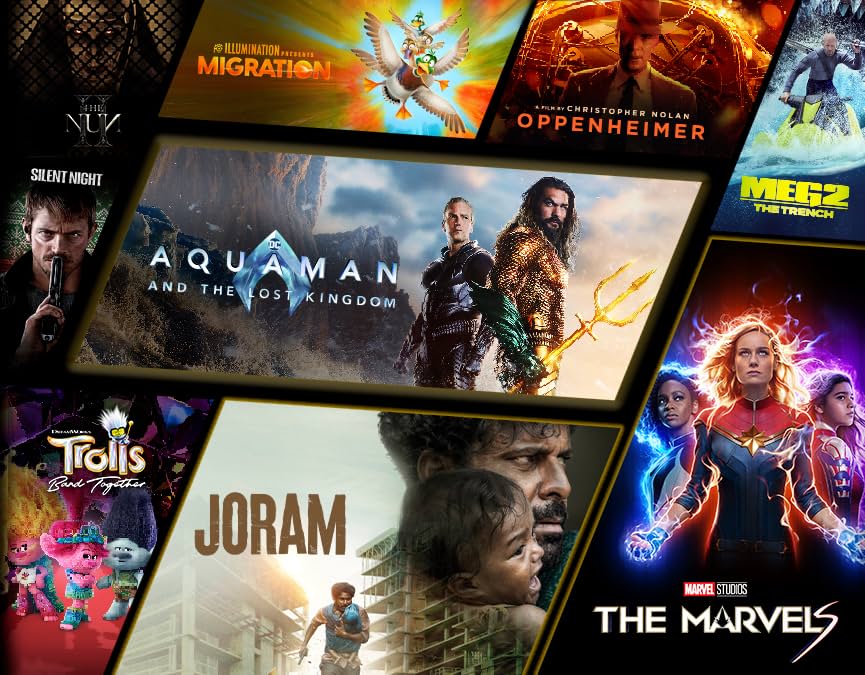 ILLUMINATION PRESENTS
MIGRATION
A FILM BY CHRISTOPHER NOLAN
OPPENHEIMER
THE
NUN
II
SILENT NIGHT
MEG2
THE TRENCH
DC
AQUAMAN
AND THE LOST KINGDOM
DREAMWORKS
Trolls
Band Together
JORAM
MARVEL STUDIOS
THE MARVELS